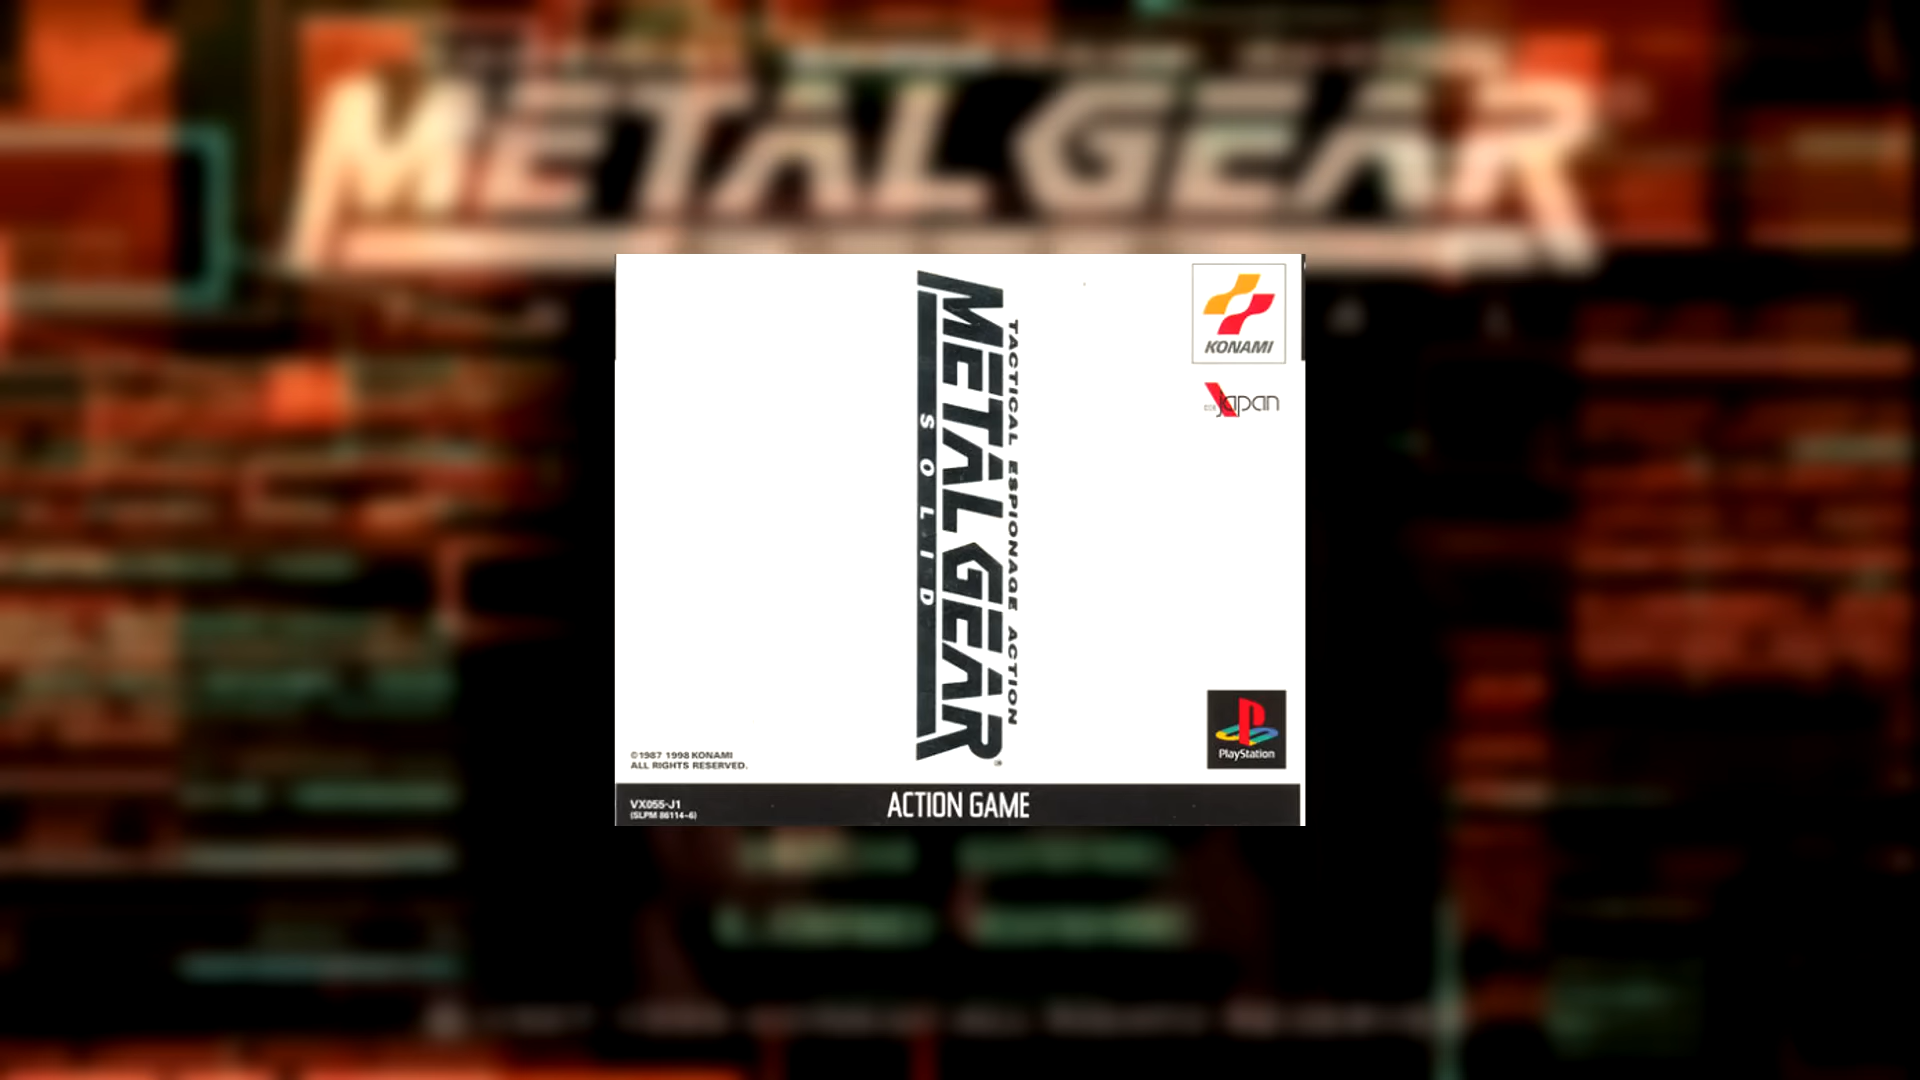 METAL GEAR
TACTICAL ESPIONAGE ACTION
METAL GEAR
SOLID
KONAMI
Japan
PlayStation
©1987 1998 KONAMI
ALL RIGHTS RESERVED.
VX055-J1
(SLPM 86114~6)
ACTION GAME